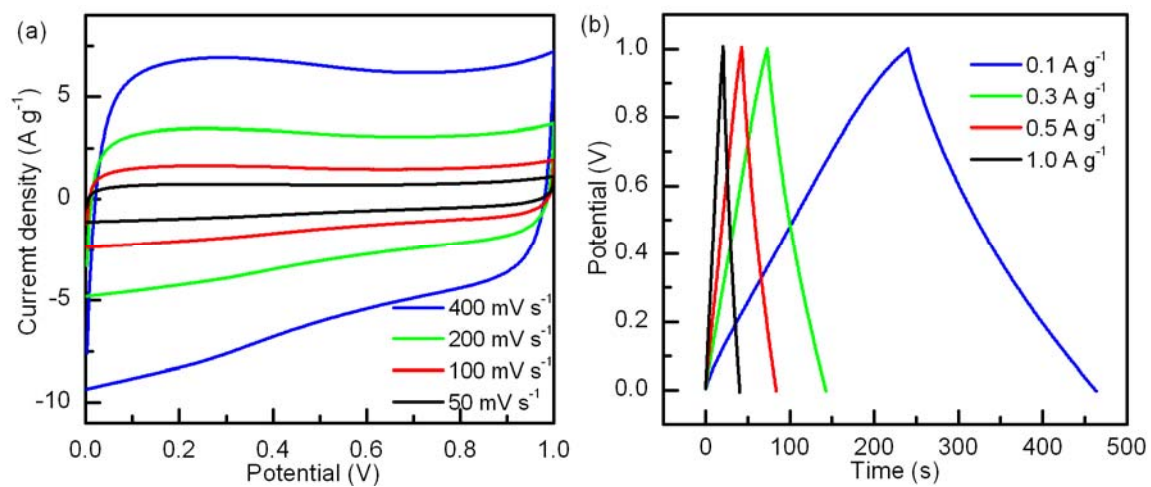 (a)
Curremt density (A g⁻¹)
5
0
-5
-10
400 mV s⁻¹
200 mV s⁻¹
100 mV s⁻¹
50 mV s⁻¹
0.0 0.2 0.4 0.6 0.8 1.0
Potential (V)
(b)
Potential (V)
1.0
0.8
0.6
0.4
0.2
0.0
0.1 A g⁻¹
0.3 A g⁻¹
0.5 A g⁻¹
1.0 A g⁻¹
0 100 200 300 400 500
Time (s)